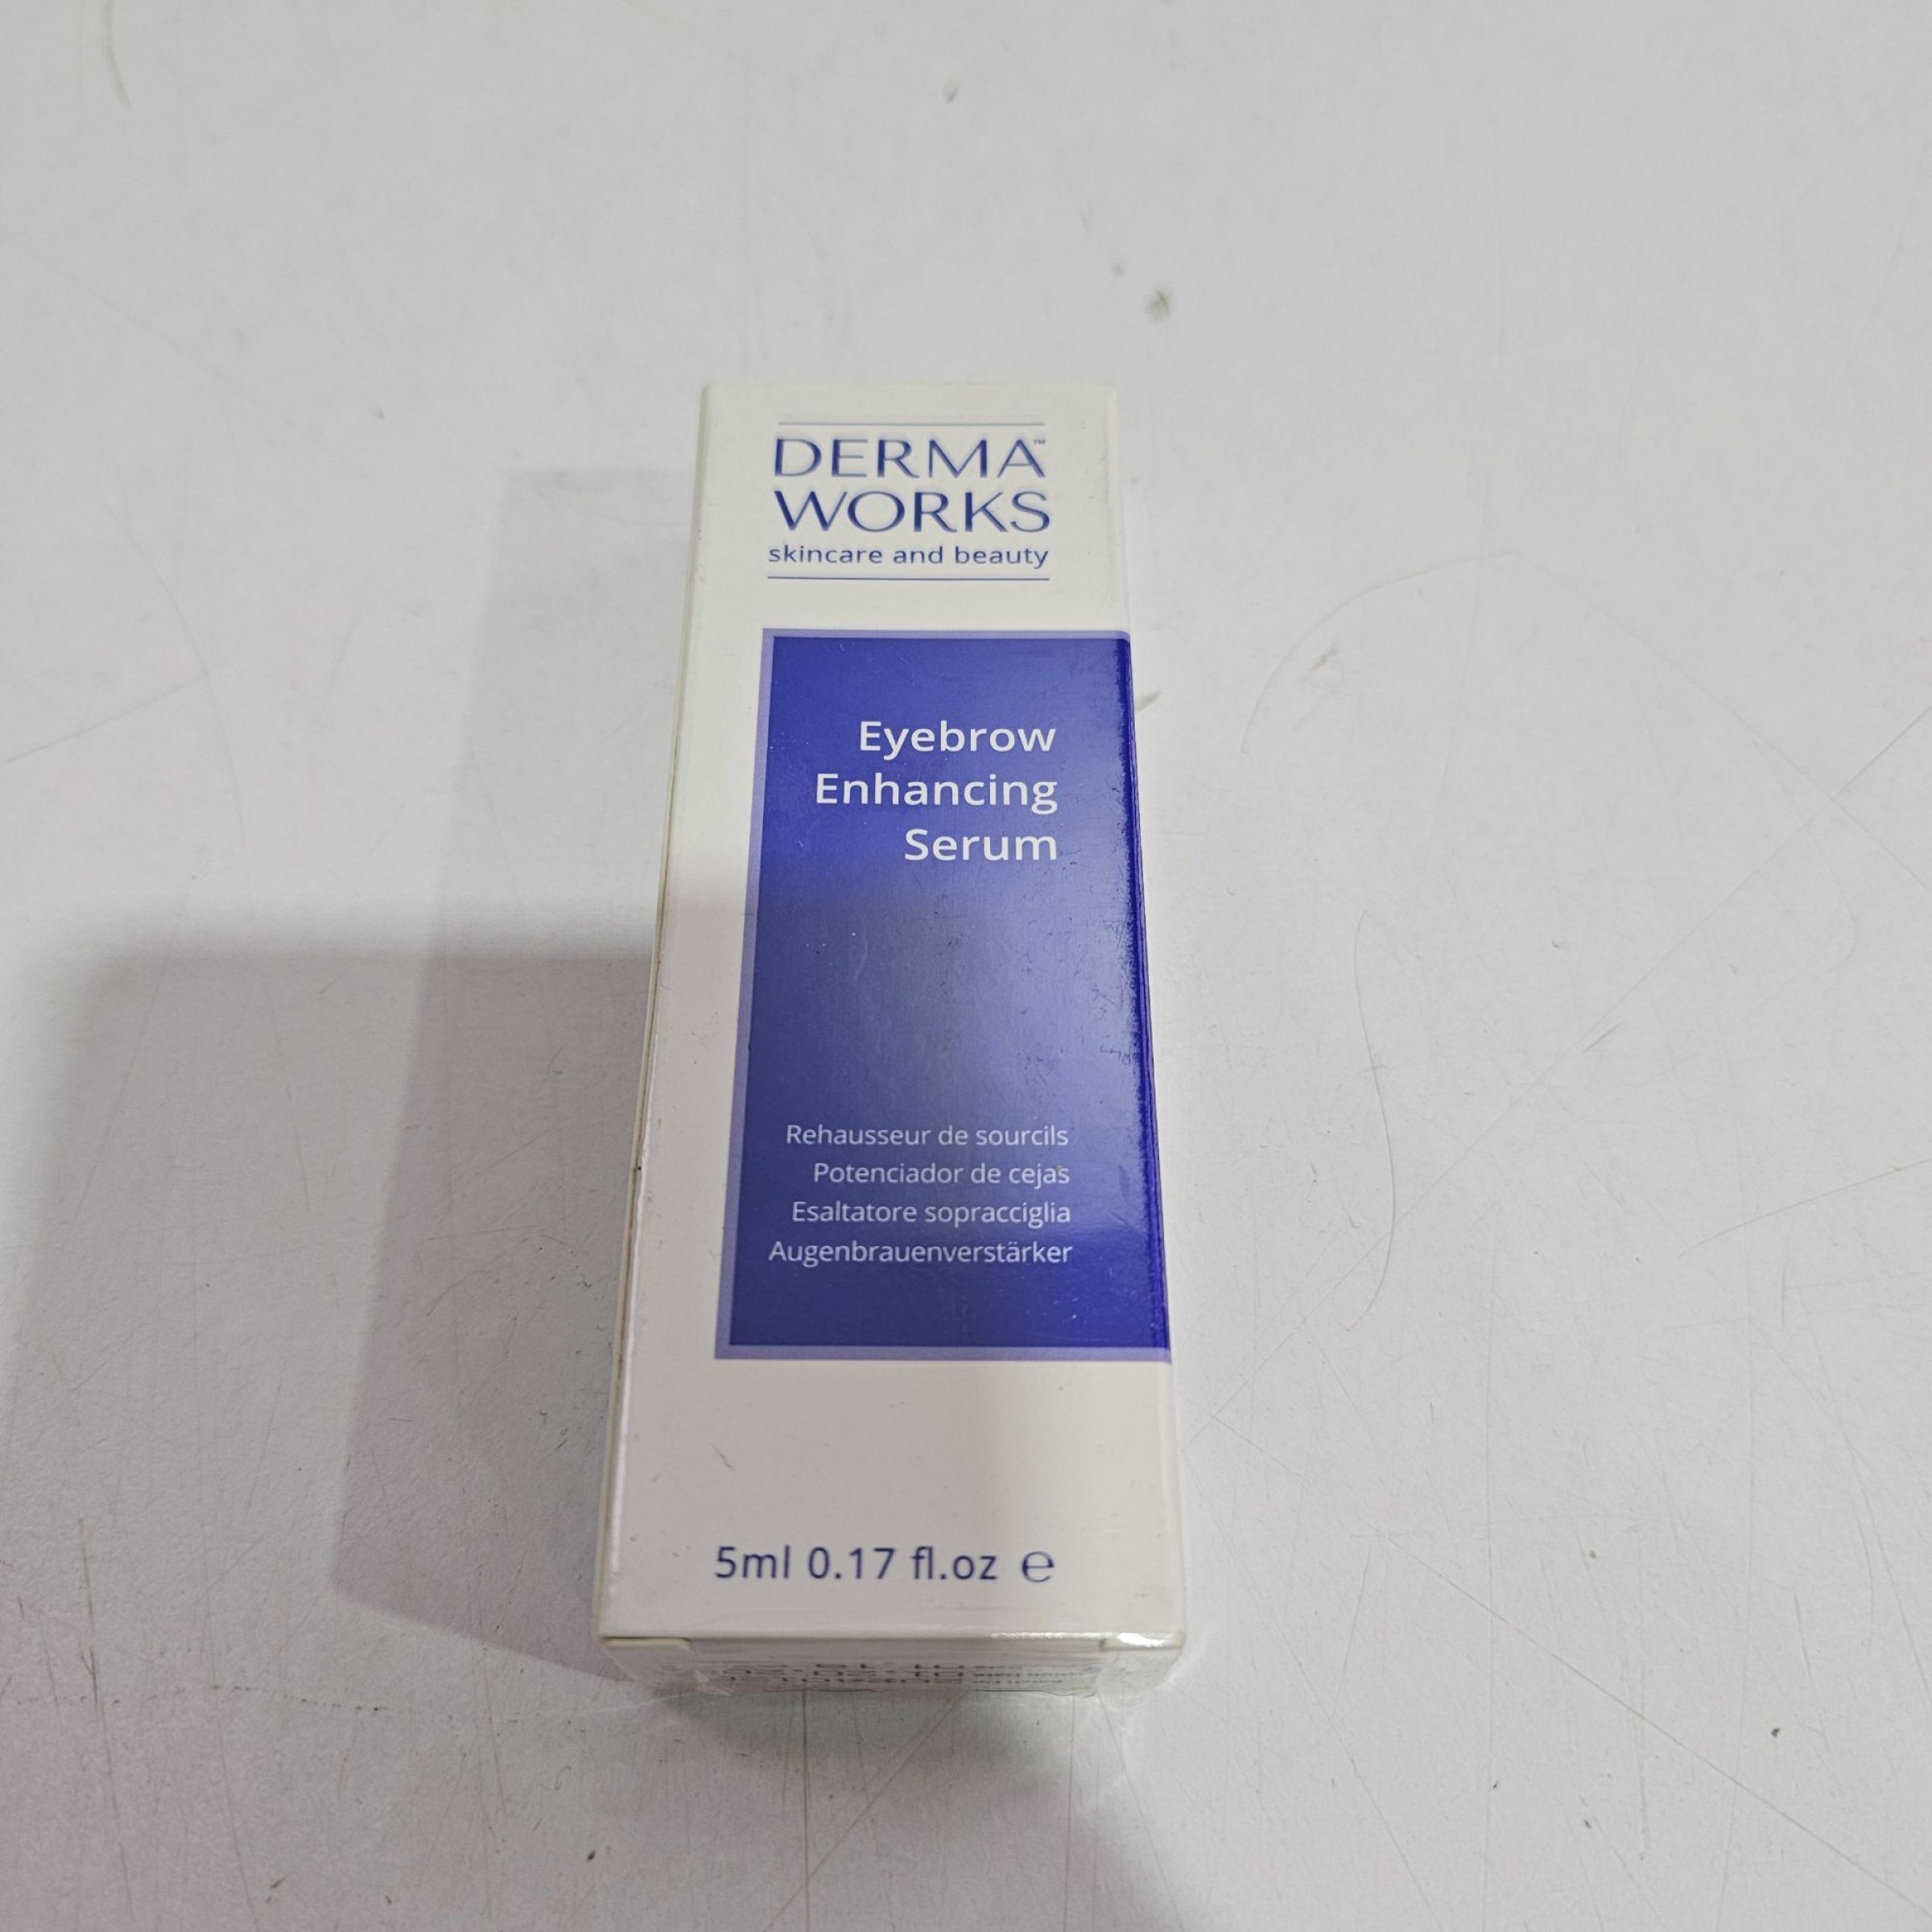 DERMA™
WORKS
skincare and beauty
Eyebrow
Enhancing
Serum
Rehausseur de sourcils
Potenciador de cejas
Esaltatore sopracciglia
Augenbrauenverstärker
5ml 0.17 fl.oz ℮